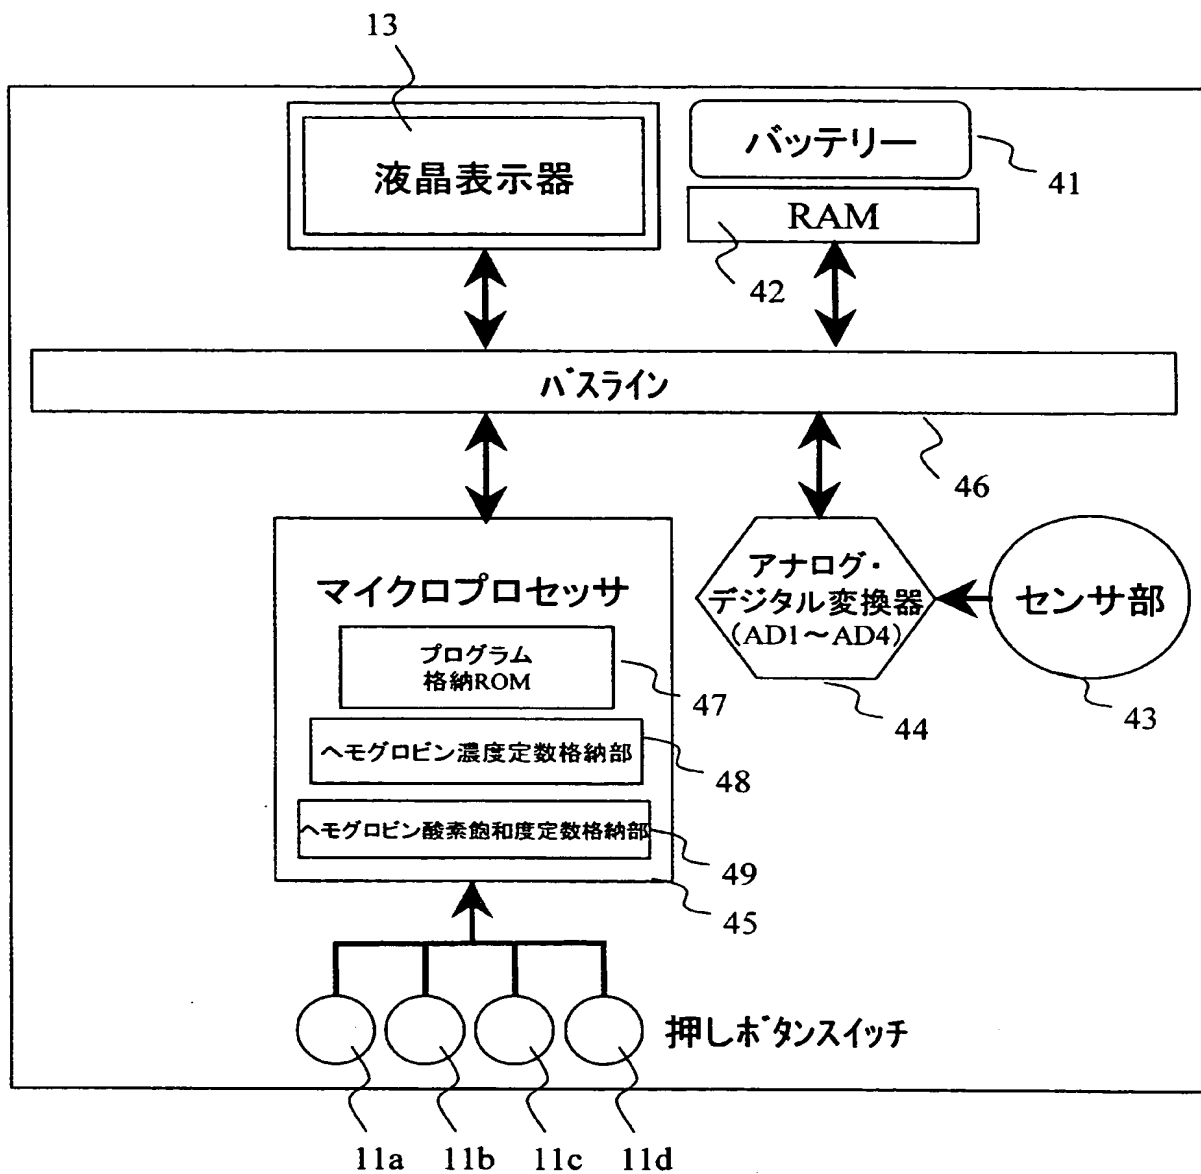 13
液晶表示器
バッテリー
41
RAM
42
バスライン
46
マイクロプロセッサ
プログラム
格納ROM
47
ヘモグロビン濃度定数格納部
48
ヘモグロビン酸素飽和度定数格納部
49
45
アナログ・
デジタル変換器
(AD1～AD4)
44
センサ部
43
押しボタンスイッチ
11a
11b
11c
11d